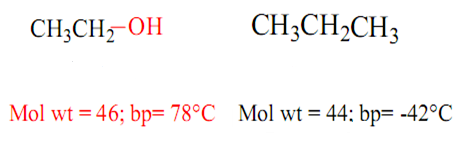 CH₃CH₂–OH CH₃CH₂CH₃
Mol wt = 46; bp= 78°C Mol wt = 44: bp= -42°C